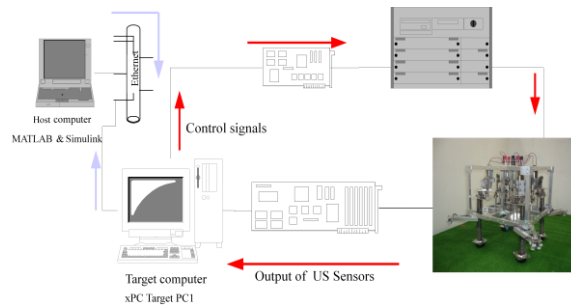 Ethernet
Host computer
MATLAB & Simulink
Control signals
Target computer
xPC Target PC1
Output of US Sensors